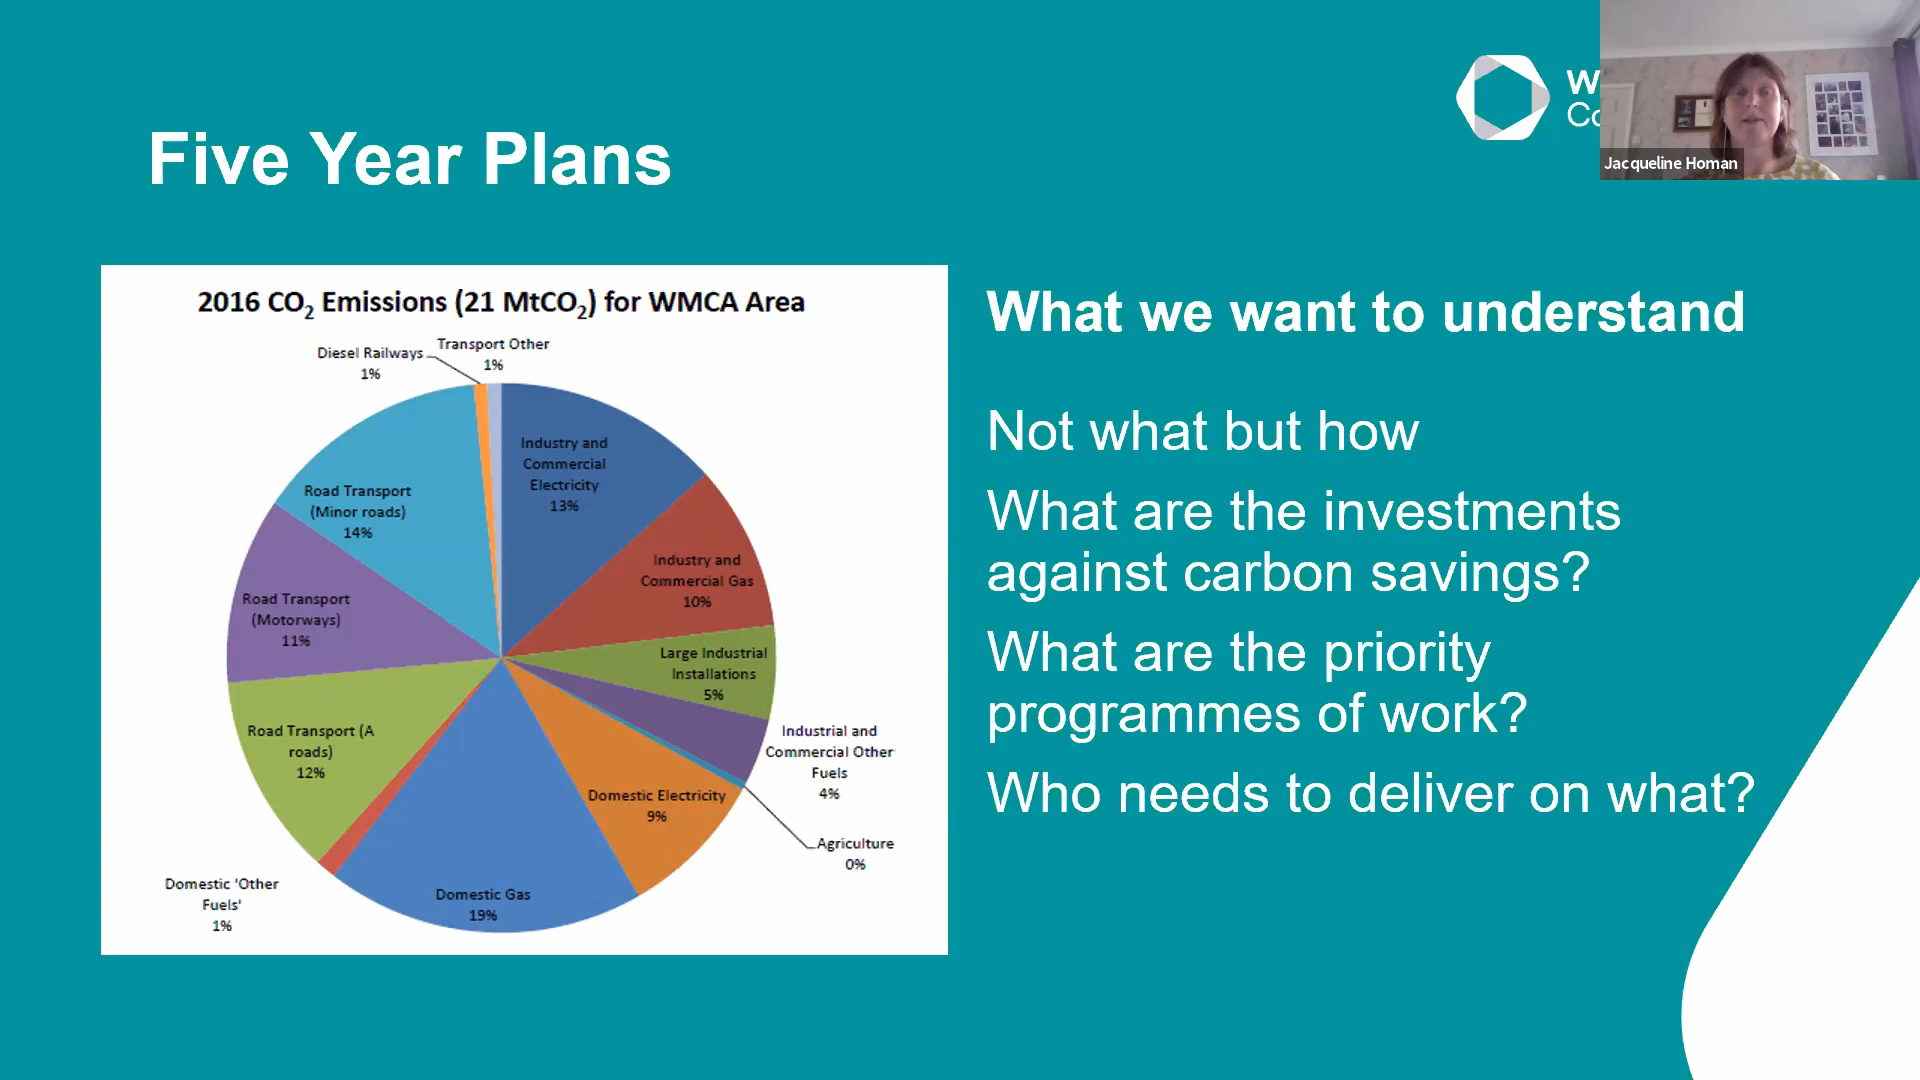 W
Co
Jacqueline Homan
Five Year Plans
2016 CO₂ Emissions (21 MtCO₂) for WMCA Area
Diesel Railways
1%
Transport Other
1%
Industry and
Commercial
Electricity
13%
Industry and
Commercial Gas
10%
Large Industrial
Installations
5%
Industrial and
Commercial Other
Fuels
4%
Agriculture
0%
Domestic Electricity
9%
Domestic Gas
19%
Domestic 'Other
Fuels'
1%
Road Transport (A
roads)
12%
Road Transport
(Motorways)
11%
Road Transport
(Minor roads)
14%
What we want to understand
Not what but how
What are the investments
against carbon savings?
What are the priority
programmes of work?
Who needs to deliver on what?